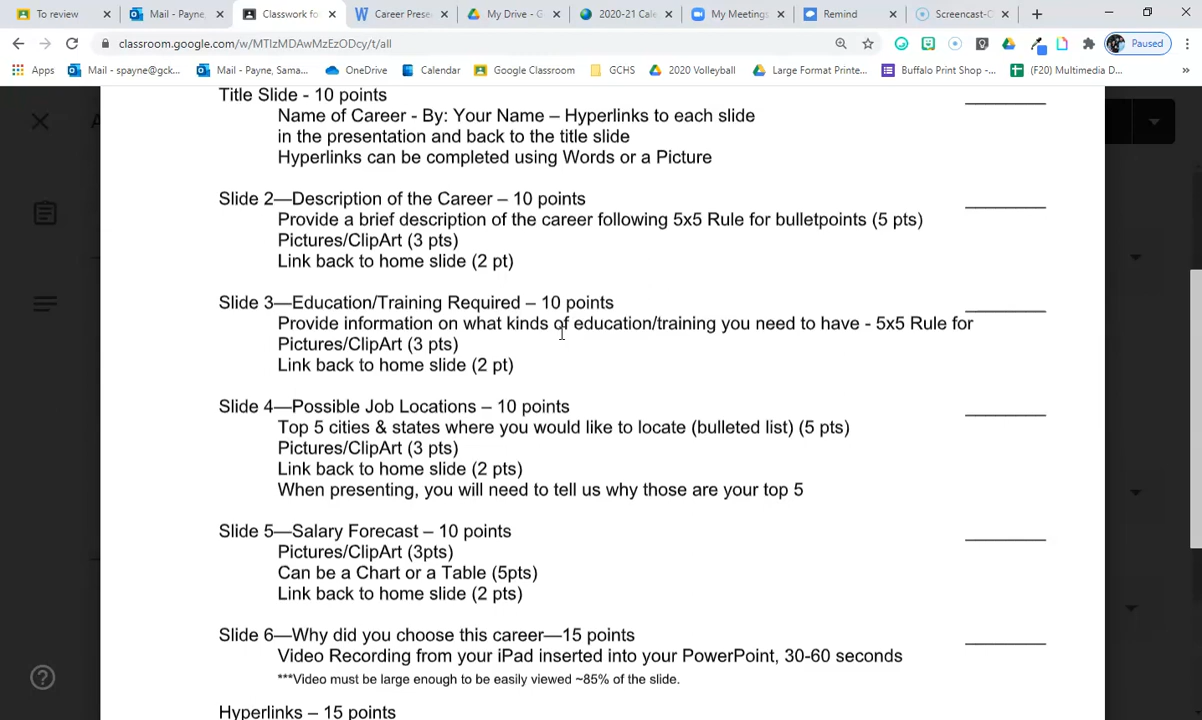 To review
Mail - Payne,
Classwork fo
Career Prese
My Drive - G
2020-21 Cale
My Meetings
Remind
Screencast-C
classroom.google.com/w/MTIzMDAwMzEzODcy/t/all
Paused
Apps
Mail - spayne@gck...
Mail - Payne, Sama...
OneDrive
Calendar
Google Classroom
GCHS
2020 Volleyball
Large Format Printe...
Buffalo Print Shop -...
(F20) Multimedia D...
Title Slide - 10 points
Name of Career - By: Your Name – Hyperlinks to each slide
in the presentation and back to the title slide
Hyperlinks can be completed using Words or a Picture
Slide 2—Description of the Career – 10 points
Provide a brief description of the career following 5x5 Rule for bulletpoints (5 pts)
Pictures/ClipArt (3 pts)
Link back to home slide (2 pt)
Slide 3—Education/Training Required – 10 points
Provide information on what kinds of education/training you need to have - 5x5 Rule for
Pictures/ClipArt (3 pts)
Link back to home slide (2 pt)
Slide 4—Possible Job Locations – 10 points
Top 5 cities & states where you would like to locate (bulleted list) (5 pts)
Pictures/ClipArt (3 pts)
Link back to home slide (2 pts)
When presenting, you will need to tell us why those are your top 5
Slide 5—Salary Forecast – 10 points
Pictures/ClipArt (3pts)
Can be a Chart or a Table (5pts)
Link back to home slide (2 pts)
Slide 6—Why did you choose this career—15 points
Video Recording from your iPad inserted into your PowerPoint, 30-60 seconds
***Video must be large enough to be easily viewed ~85% of the slide.
Hyperlinks – 15 points